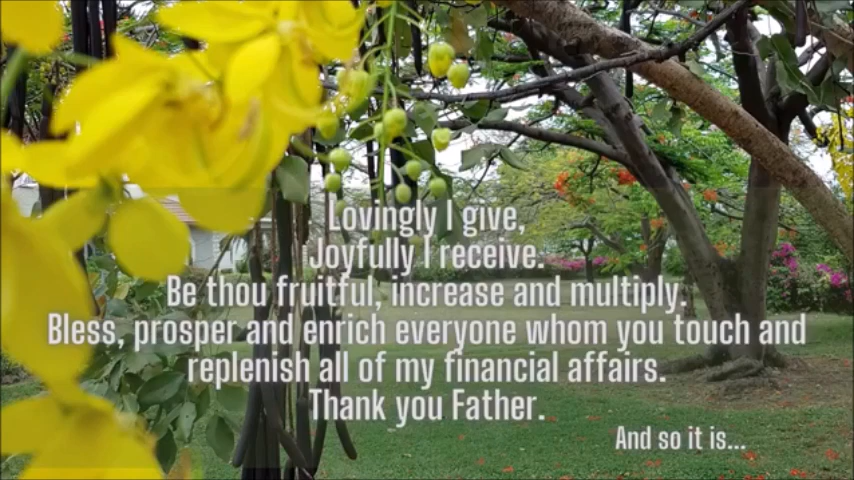 Lovingly I give,
Joyfully I receive.
Be thou fruitful, increase and multiply.
Bless, prosper and enrich everyone whom you touch and
replenish all of my financial affairs.
Thank you Father.
And so it is...